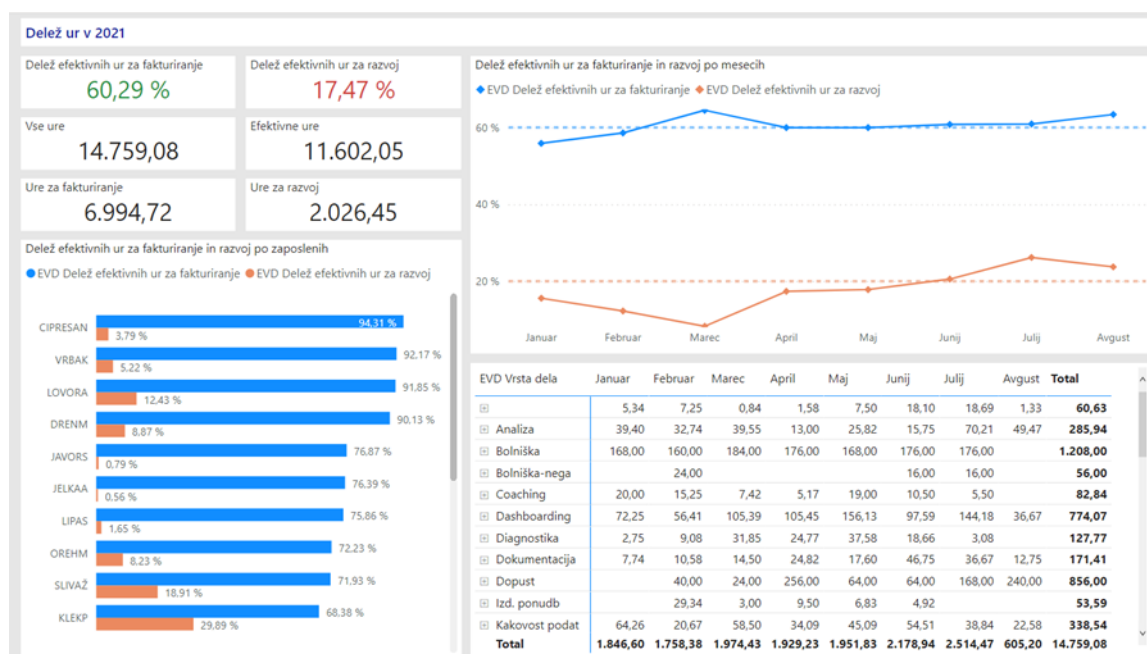 Delež ur v 2021
Delež efektivnih ur za fakturiranje
60,29 %
Delež efektivnih ur za razvoj
17,47 %
Vse ure
14.759,08
Efektivne ure
11.602,05
Ure za fakturiranje
6.994,72
Ure za razvoj
2.026,45
Delež efektivnih ur za fakturiranje in razvoj po zaposlenih
EVD Delež efektivnih ur za fakturiranje EVD Delež efektivnih ur za razvoj
CIPRESAN 94,31 % 3,79 %
VRBAK 92,17 % 5,22 %
LOVORA 91,85 % 12,43 %
DRENM 90,13 % 8,87 %
JAVORS 76,87 % 0,79 %
JELKAA 76,39 % 0,56 %
LIPAS 75,86 % 1,65 %
OREHM 72,23 % 8,23 %
SLIVAŽ 71,93 % 18,91 %
KLEKP 68,38 % 29,89 %
Delež efektivnih ur za fakturiranje in razvoj po mesecih
EVD Delež efektivnih ur za fakturiranje EVD Delež efektivnih ur za razvoj
60 %
40 %
20 %
Januar Februar Marec April Maj Junij Julij Avgust
EVD Vrsta dela Januar Februar Marec April Maj Junij Julij Avgust Total
5,34 7,25 0,84 1,58 7,50 18,10 18,69 1,33 60,63
Analiza 39,40 32,74 39,55 13,00 25,82 15,75 70,21 49,47 285,94
Bolniška 168,00 160,00 184,00 176,00 168,00 176,00 176,00 1.208,00
Bolniška-nega 24,00 16,00 16,00 56,00
Coaching 20,00 15,25 7,42 5,17 19,00 10,50 5,50 82,84
Dashboarding 72,25 56,41 105,39 105,45 156,13 97,59 144,18 36,67 774,07
Diagnostika 2,75 9,08 31,85 24,77 37,58 18,66 3,08 127,77
Dokumentacija 7,74 10,58 14,50 24,82 17,60 46,75 36,67 12,75 171,41
Dopust 40,00 24,00 256,00 64,00 64,00 168,00 240,00 856,00
Izd. ponudb 29,34 3,00 9,50 6,83 4,92 53,59
Kakovost podat 64,26 20,67 58,50 34,09 45,09 54,51 38,84 22,58 338,54
Total 1.846,60 1.758,38 1.974,43 1.929,23 1.951,83 2.178,94 2.514,47 605,20 14.759,08